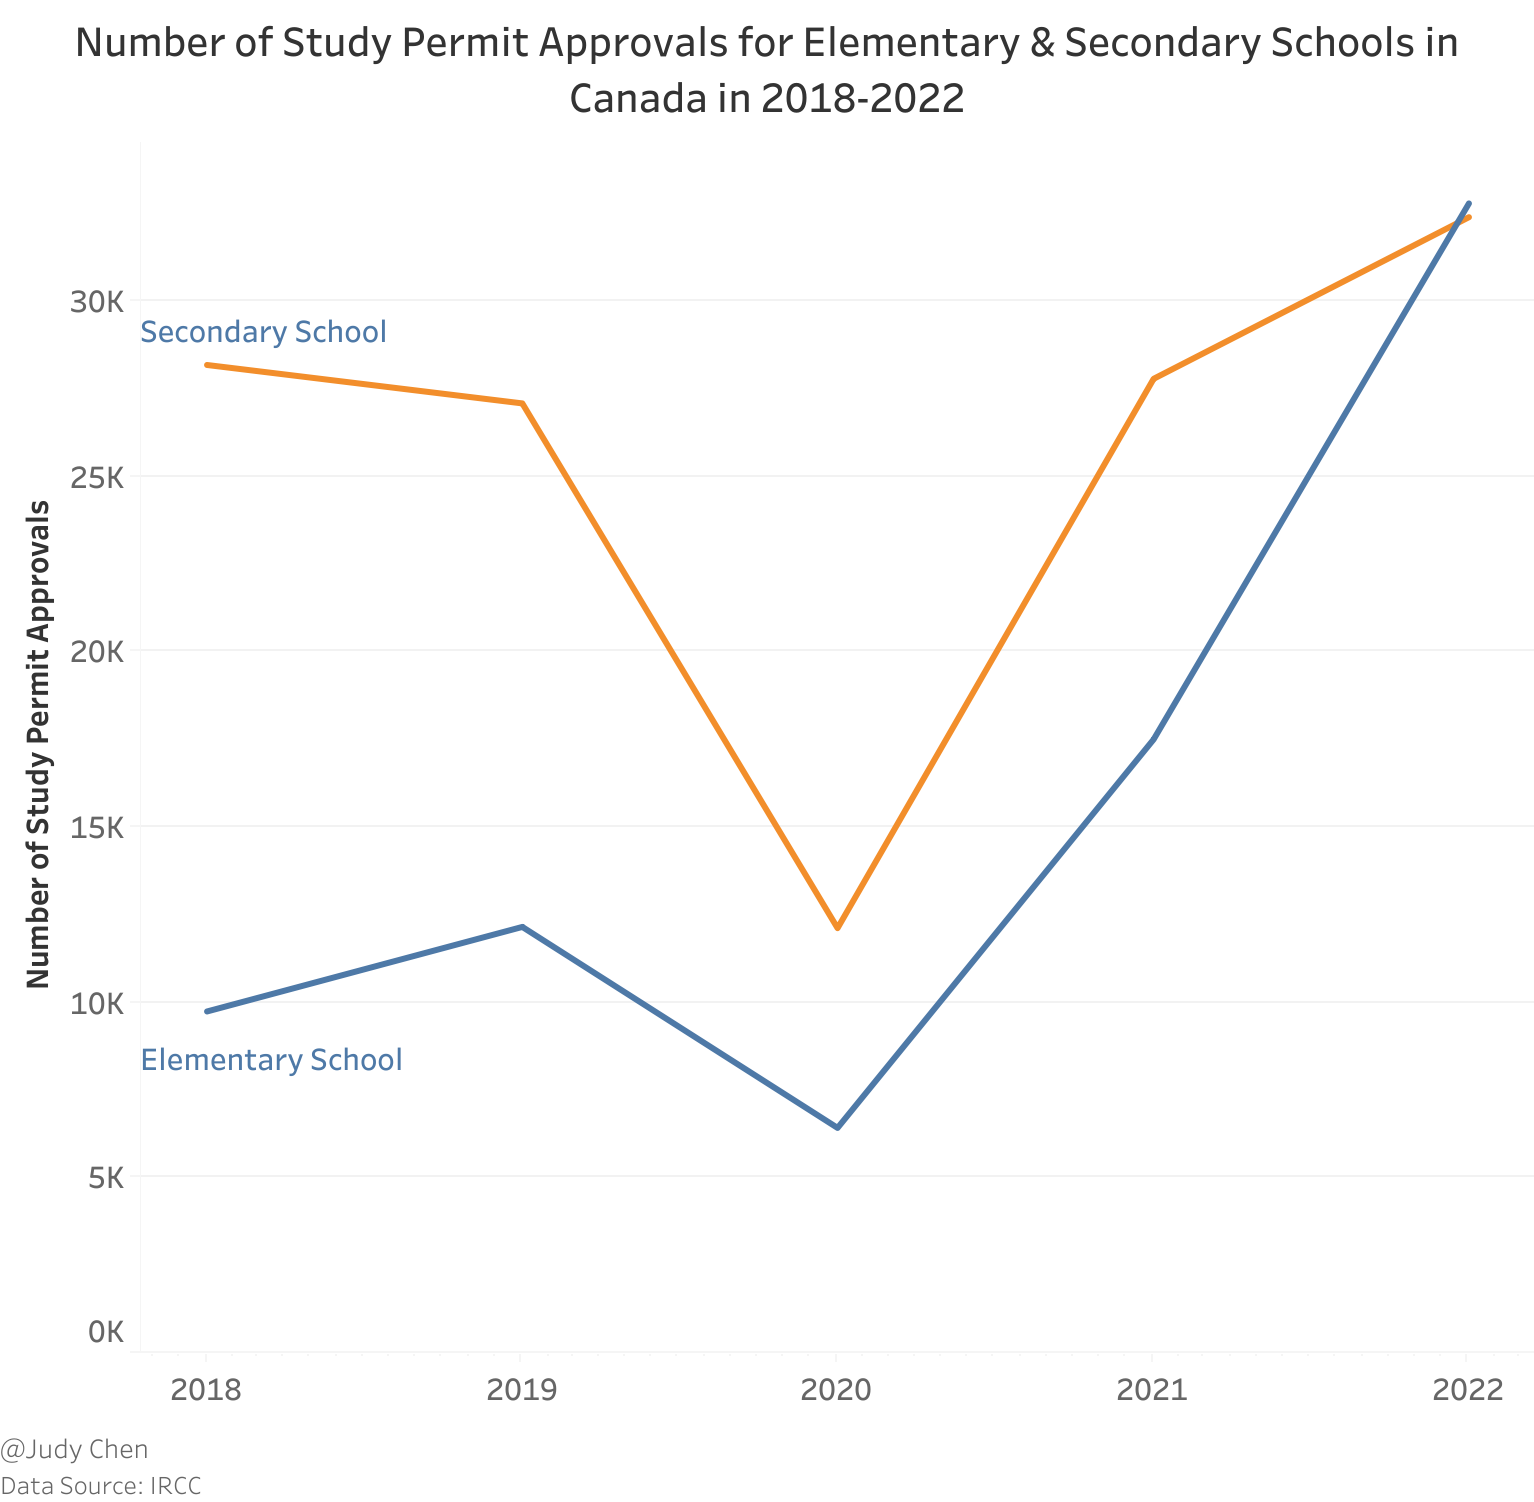 Number of Study Permit Approvals for Elementary & Secondary Schools in
Canada in 2018-2022
Number of Study Permit Approvals
30K
25K
20K
15K
10K
5K
0K
Secondary School
Elementary School
2018 2019 2020 2021 2022
@Judy Chen
Data Source: IRCC